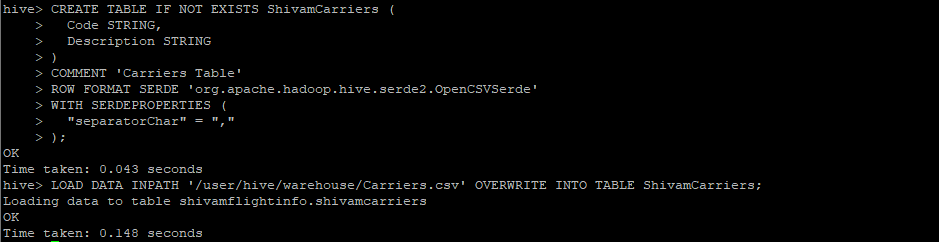 hive> CREATE TABLE IF NOT EXISTS ShivamCarriers (
    >   Code STRING,
    >   Description STRING
    > )
    > COMMENT 'Carriers Table'
    > ROW FORMAT SERDE 'org.apache.hadoop.hive.serde2.OpenCSVSerde'
    > WITH SERDEPROPERTIES (
    >   "separatorChar" = ","
    > );
OK
Time taken: 0.043 seconds
hive> LOAD DATA INPATH '/user/hive/warehouse/Carriers.csv' OVERWRITE INTO TABLE ShivamCarriers;
Loading data to table shivamflightinfo.shivamcarriers
OK
Time taken: 0.148 seconds